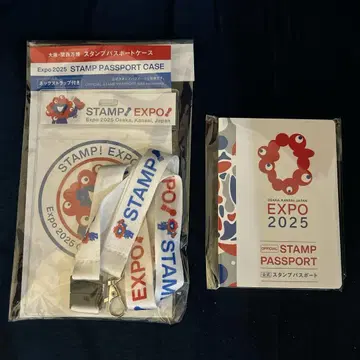 大阪・関西万博 スタンプパスポートケース
Expo 2025 STAMP PASSPORT CASE
ネックストラップ付き
STAMP! EXPO!
Expo 2025 Osaka, Kansai, Japan
STAMP! EXPO!
Expo 2025
STAMP!
EXPO!
STAMP!
EXPO!
OSAKA, KANSAI, JAPAN
EXPO
2025
OFFICIAL STAMP
PASSPORT
公式 スタンプパスポート